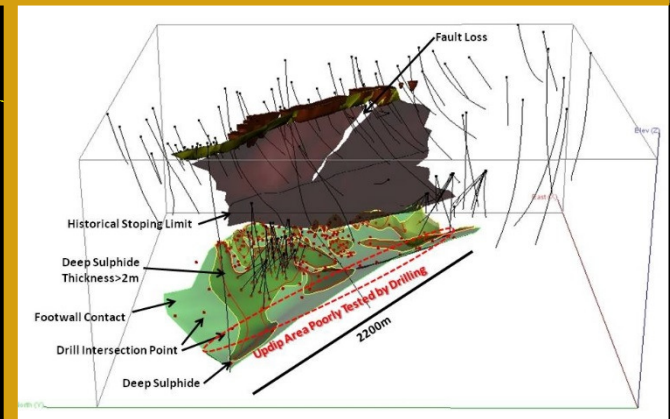 Fault Loss
Elev (Z)
East (X)
Historical Stoping Limit
Deep Sulphide
Thickness>2m
Footwall Contact
Drill Intersection Point
Deep Sulphide
Updip Area Poorly Tested by Drilling
2200m
North (Y)